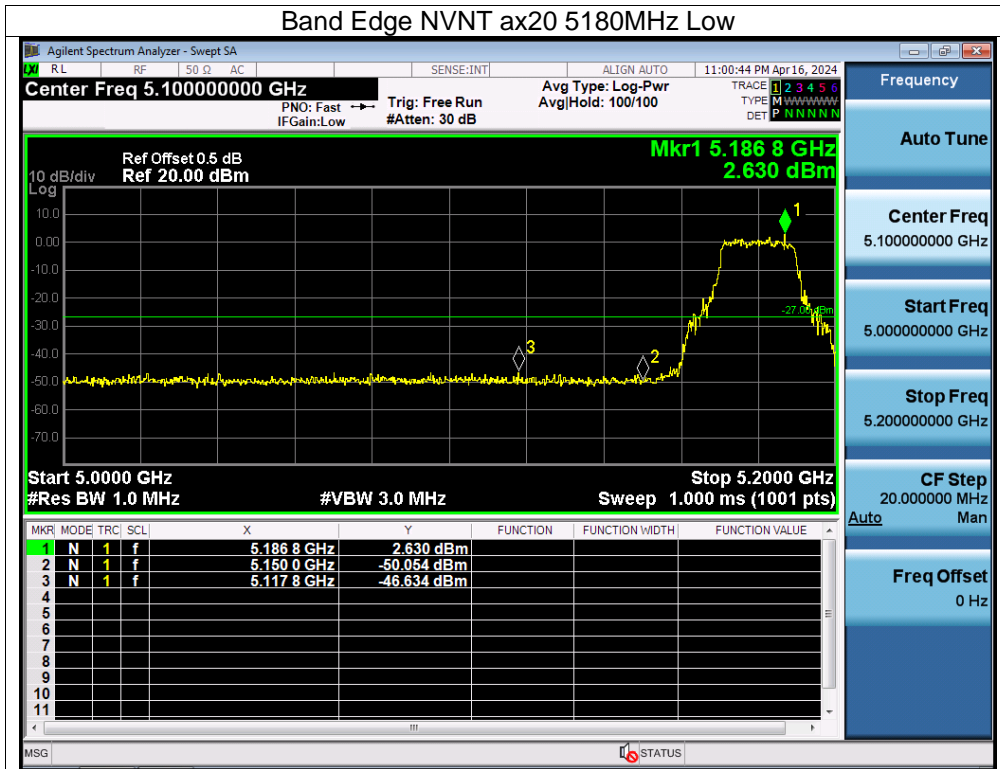 Band Edge NVNT ax20 5180MHz Low
Agilent Spectrum Analyzer - Swept SA
LXI RL RF 50 Ω AC SENSE:INT ALIGN AUTO 11:00:44 PM Apr 16, 2024
Center Freq 5.100000000 GHz
PNO: Fast
IFGain:Low
Trig: Free Run
#Atten: 30 dB
Avg Type: Log-Pwr
Avg|Hold: 100/100
TRACE 1 2 3 4 5 6
TYPE M WWWWW
DET P N N N N N
Mkr1 5.186 8 GHz
2.630 dBm
Ref Offset 0.5 dB
10 dB/div Ref 20.00 dBm
Log
10.0
0.00
-10.0
-20.0
-30.0
-40.0
-50.0
-60.0
-70.0
1
2
3
Start 5.0000 GHz Stop 5.2000 GHz
#Res BW 1.0 MHz #VBW 3.0 MHz Sweep 1.000 ms (1001 pts)
MKR MODE TRC SCL X Y FUNCTION FUNCTION WIDTH FUNCTION VALUE
1 N 1 f 5.186 8 GHz 2.630 dBm
2 N 1 f 5.150 0 GHz -50.054 dBm
3 N 1 f 5.117 8 GHz -46.634 dBm
4
5
6
7
8
9
10
11
MSG STATUS
Frequency
Auto Tune
Center Freq
5.100000000 GHz
Start Freq
5.000000000 GHz
Stop Freq
5.200000000 GHz
CF Step
20.000000 MHz
Auto Man
Freq Offset
0 Hz